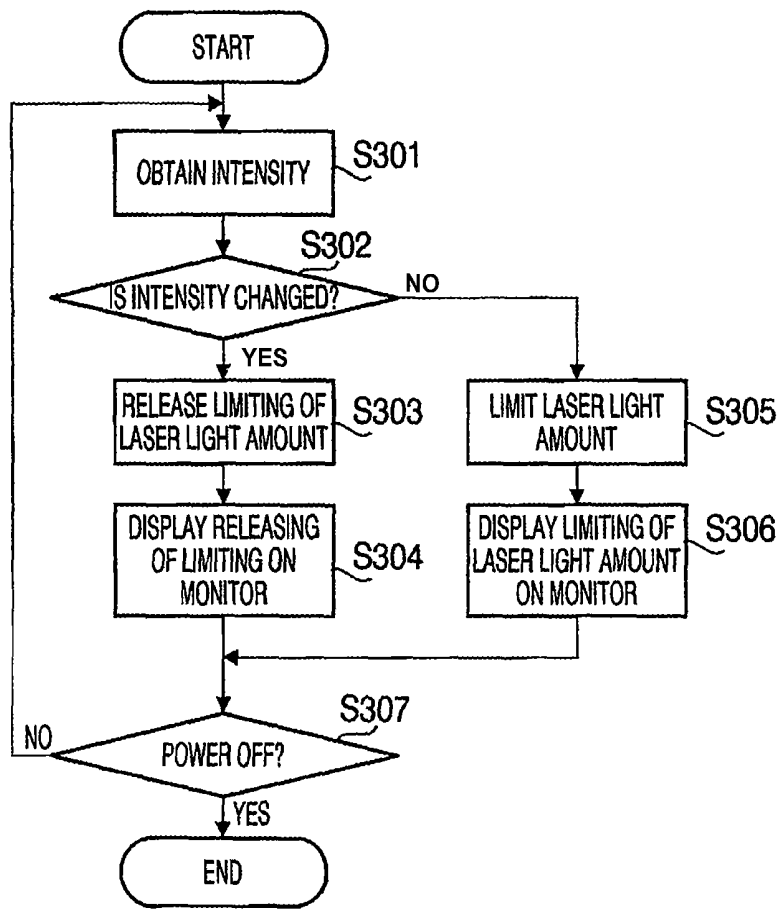 START
OBTAIN INTENSITY
S301
S302
IS INTENSITY CHANGED?
NO
YES
RELEASE LIMITING OF
LASER LIGHT AMOUNT
S303
LIMIT LASER LIGHT
AMOUNT
S305
DISPLAY RELEASING
OF LIMITING ON
MONITOR
S304
DISPLAY LIMITING OF
LASER LIGHT AMOUNT
ON MONITOR
S306
S307
NO
POWER OFF?
YES
END